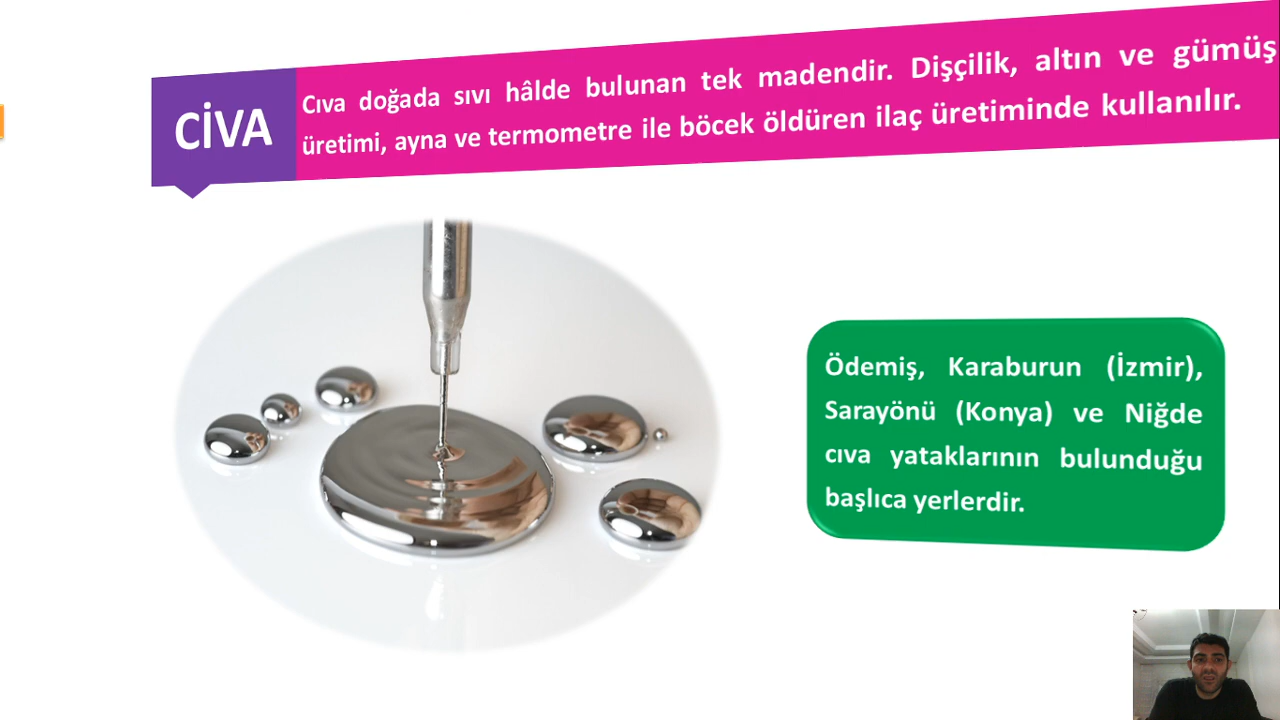 CİVA
Cıva doğada sıvı hâlde bulunan tek madendir. Dişçilik, altın ve gümüş
üretimi, ayna ve termometre ile böcek öldüren ilaç üretiminde kullanılır.
Ödemiş, Karaburun (İzmir),
Sarayönü (Konya) ve Niğde
cıva yataklarının bulunduğu
başlıca yerlerdir.